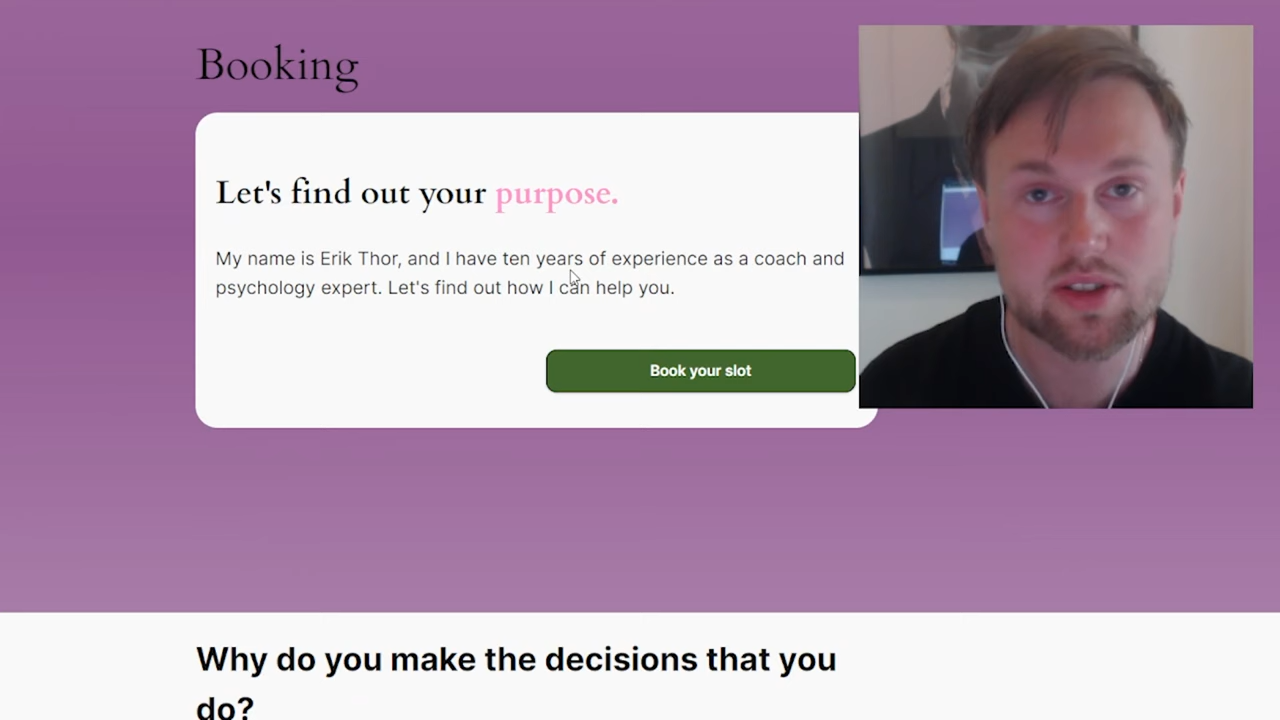 Booking
Let's find out your purpose.
My name is Erik Thor, and I have ten years of experience as a coach and
psychology expert. Let's find out how I can help you.
Book your slot
Why do you make the decisions that you
do?